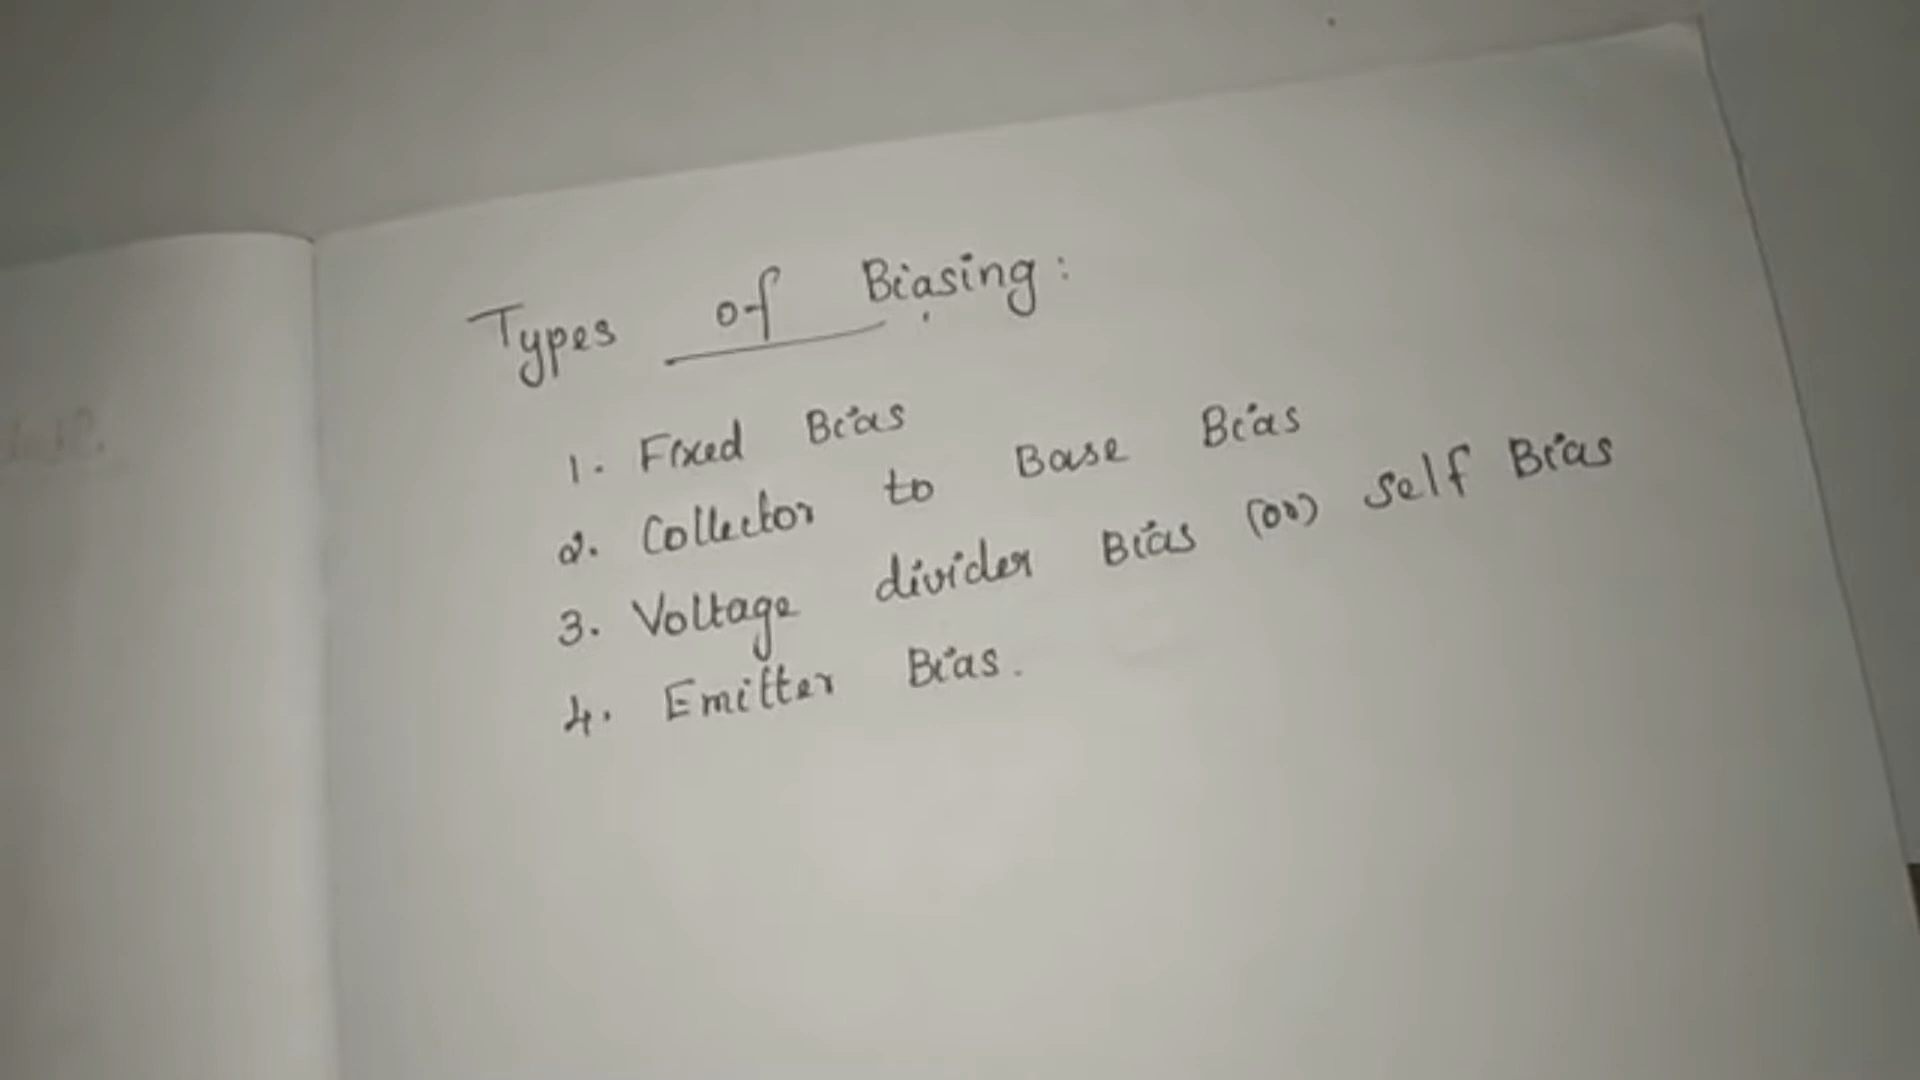 Types of Biasing:
1. Fixed Bias
2. Collector to Base Bias
3. Voltage divider Bias (or) self Bias
4. Emitter Bias.